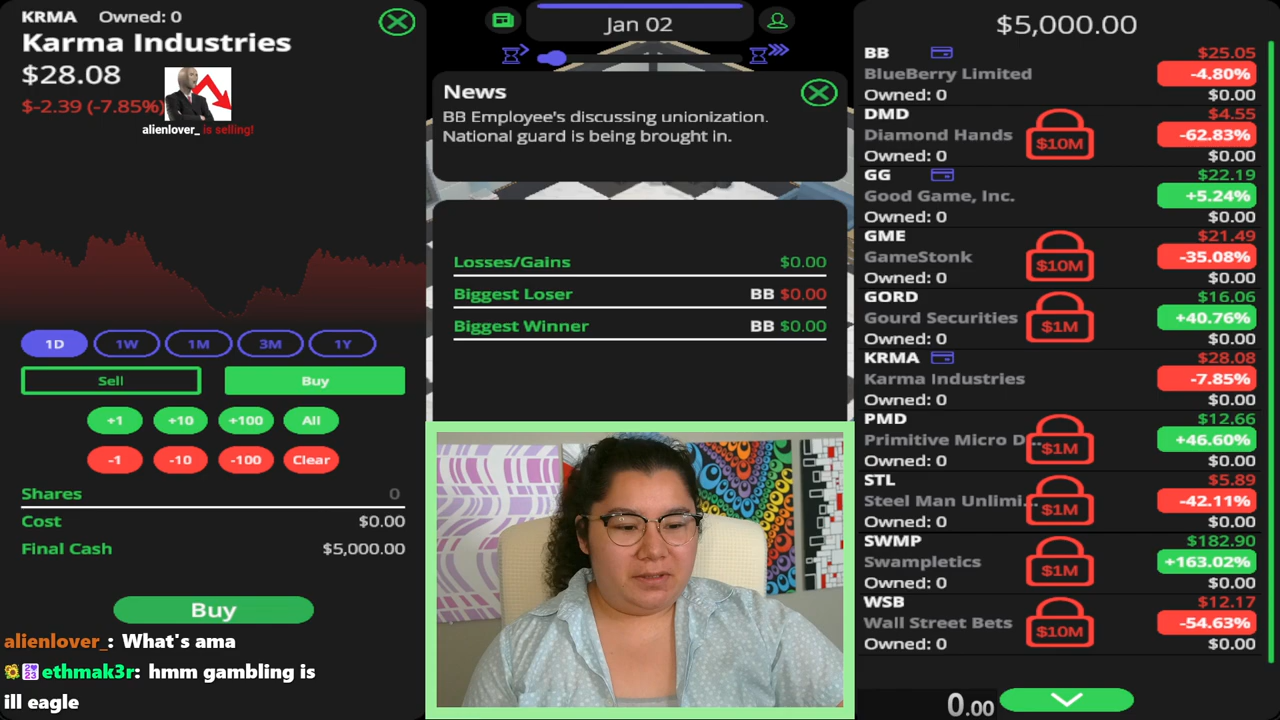 KRMA Owned: 0
Karma Industries
$28.08
$-2.39 (-7.85%)
alienlover_ is selling!
1D 1W 1M 3M 1Y
Sell Buy
+1 +10 +100 All
-1 -10 -100 Clear
Shares 0
Cost $0.00
Final Cash $5,000.00
Buy
alienlover_: What's ama
ethmak3r: hmm gambling is
ill eagle
Jan 02
News
BB Employee's discussing unionization.
National guard is being brought in.
Losses/Gains $0.00
Biggest Loser BB $0.00
Biggest Winner BB $0.00
$5,000.00
BB $25.05
BlueBerry Limited -4.80%
Owned: 0 $0.00
DMD $4.55
Diamond Hands $10M -62.83%
Owned: 0 $0.00
GG $22.19
Good Game, Inc. +5.24%
Owned: 0 $0.00
GME $21.49
GameStonk $10M -35.08%
Owned: 0 $0.00
GORD $16.06
Gourd Securities $1M +40.76%
Owned: 0 $0.00
KRMA $28.08
Karma Industries -7.85%
Owned: 0 $0.00
PMD $12.66
Primitive Micro D... $1M +46.60%
Owned: 0 $0.00
STL $5.89
Steel Man Unlimi... $1M -42.11%
Owned: 0 $0.00
SWMP $182.90
Swampletics $1M +163.02%
Owned: 0 $0.00
WSB $12.17
Wall Street Bets $10M -54.63%
Owned: 0 $0.00
0.00